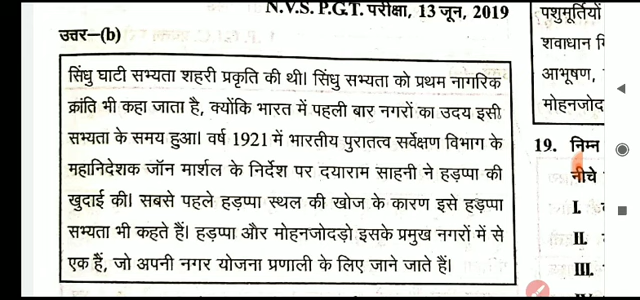 N.V.S. P.G.T. परीक्षा, 13 जून, 2019
उत्तर–(b)
सिंधु घाटी सभ्यता शहरी प्रकृति की थी। सिंधु सभ्यता को प्रथम नागरिक
क्रांति भी कहा जाता है, क्योंकि भारत में पहली बार नगरों का उदय इसी
सभ्यता के समय हुआ। वर्ष 1921 में भारतीय पुरातत्व सर्वेक्षण विभाग के
महानिदेशक जॉन मार्शल के निर्देश पर दयाराम साहनी ने हड़प्पा की
खुदाई की। सबसे पहले हड़प्पा स्थल की खोज के कारण इसे हड़प्पा
सभ्यता भी कहते हैं। हड़प्पा और मोहनजोदड़ो इसके प्रमुख नगरों में से
एक हैं, जो अपनी नगर योजना प्रणाली के लिए जाने जाते हैं।
पशुमूर्तियों
शवाधान
आभूषण,
मोहनजोद
19. निम्न
नीचे
I.
II.
III.